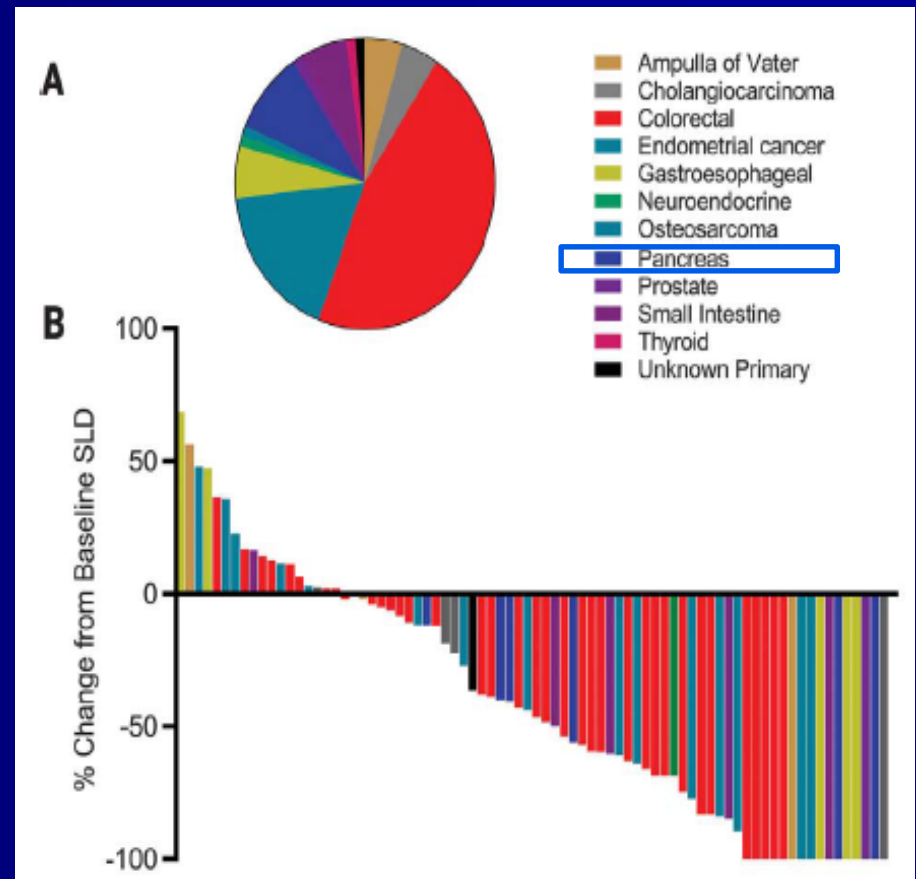 A
Ampulla of Vater
Cholangiocarcinoma
Colorectal
Endometrial cancer
Gastroesophageal
Neuroendocrine
Osteosarcoma
Pancreas
Prostate
Small Intestine
Thyroid
Unknown Primary
B
% Change from Baseline SLD
100
50
0
-50
-100